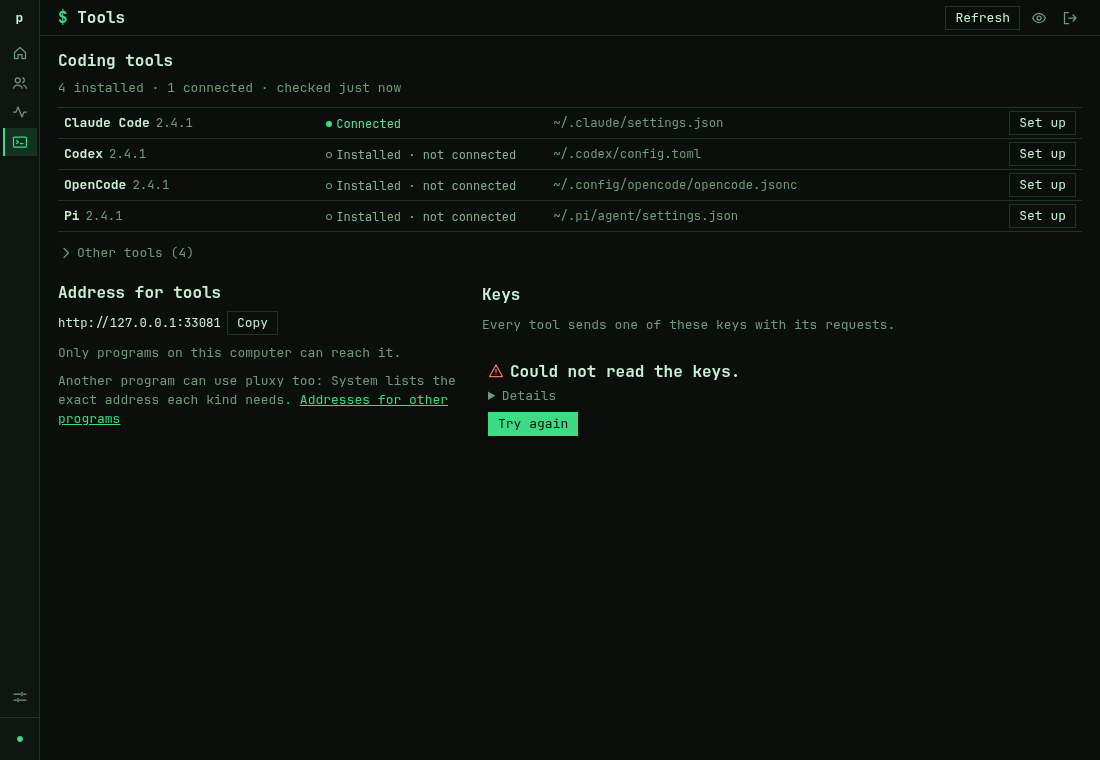 p
$ Tools
Refresh
Coding tools
4 installed · 1 connected · checked just now
Claude Code 2.4.1 Connected ~/.claude/settings.json Set up
Codex 2.4.1 Installed · not connected ~/.codex/config.toml Set up
OpenCode 2.4.1 Installed · not connected ~/.config/opencode/opencode.jsonc Set up
Pi 2.4.1 Installed · not connected ~/.pi/agent/settings.json Set up
Other tools (4)
Address for tools
http://127.0.0.1:33081 Copy
Only programs on this computer can reach it.
Another program can use pluxy too: System lists the
exact address each kind needs. Addresses for other
programs
Keys
Every tool sends one of these keys with its requests.
Could not read the keys.
Details
Try again